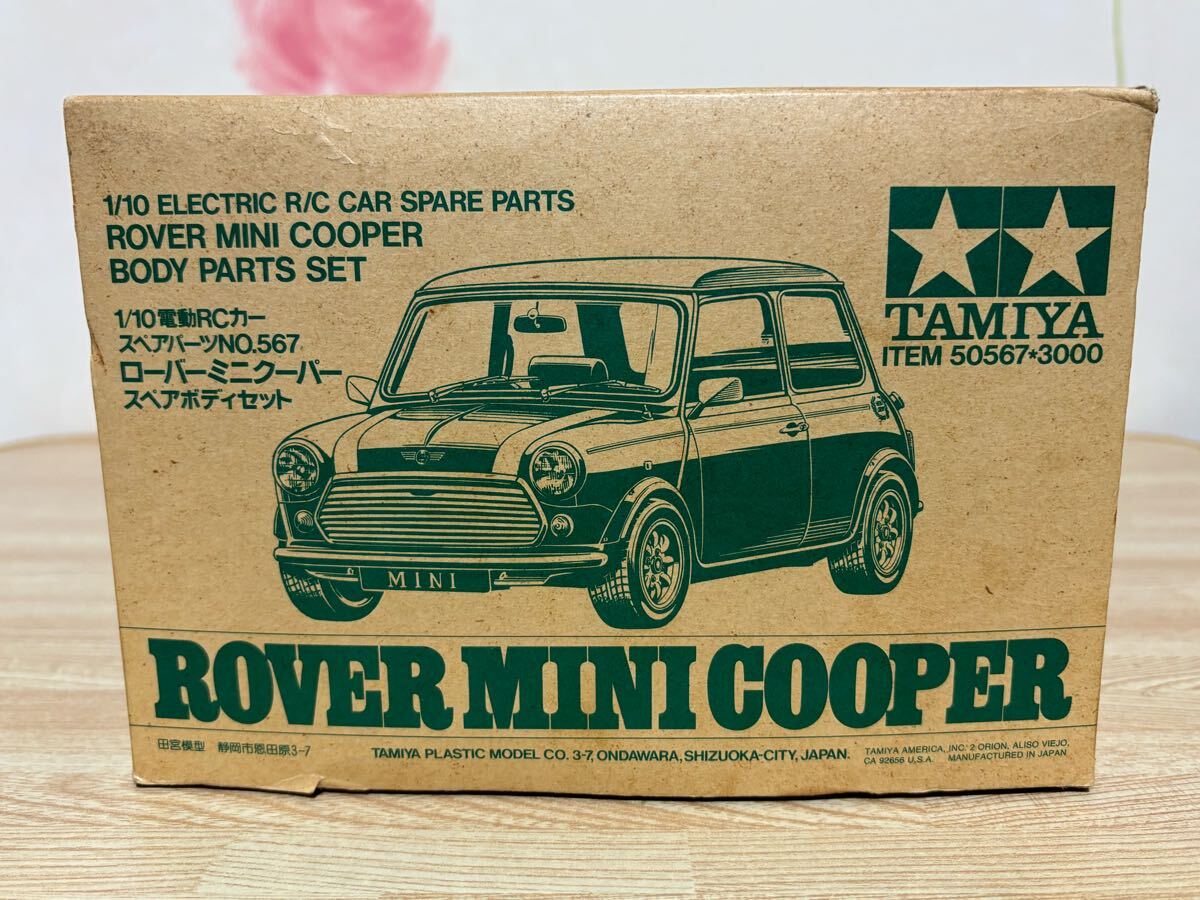 1/10 ELECTRIC R/C CAR SPARE PARTS
ROVER MINI COOPER
BODY PARTS SET
1/10電動RCカー
スペアパーツNO.567
ローバーミニクーパー
スペアボディセット
TAMIYA
ITEM 50567*3000
MINI
ROVER MINI COOPER
田宮模型 静岡市恩田原3-7
TAMIYA PLASTIC MODEL CO. 3-7, ONDAWARA, SHIZUOKA-CITY, JAPAN.
TAMIYA AMERICA, INC. 2 ORION, ALISO VIEJO,
CA 92656 U.S.A. MANUFACTURED IN JAPAN